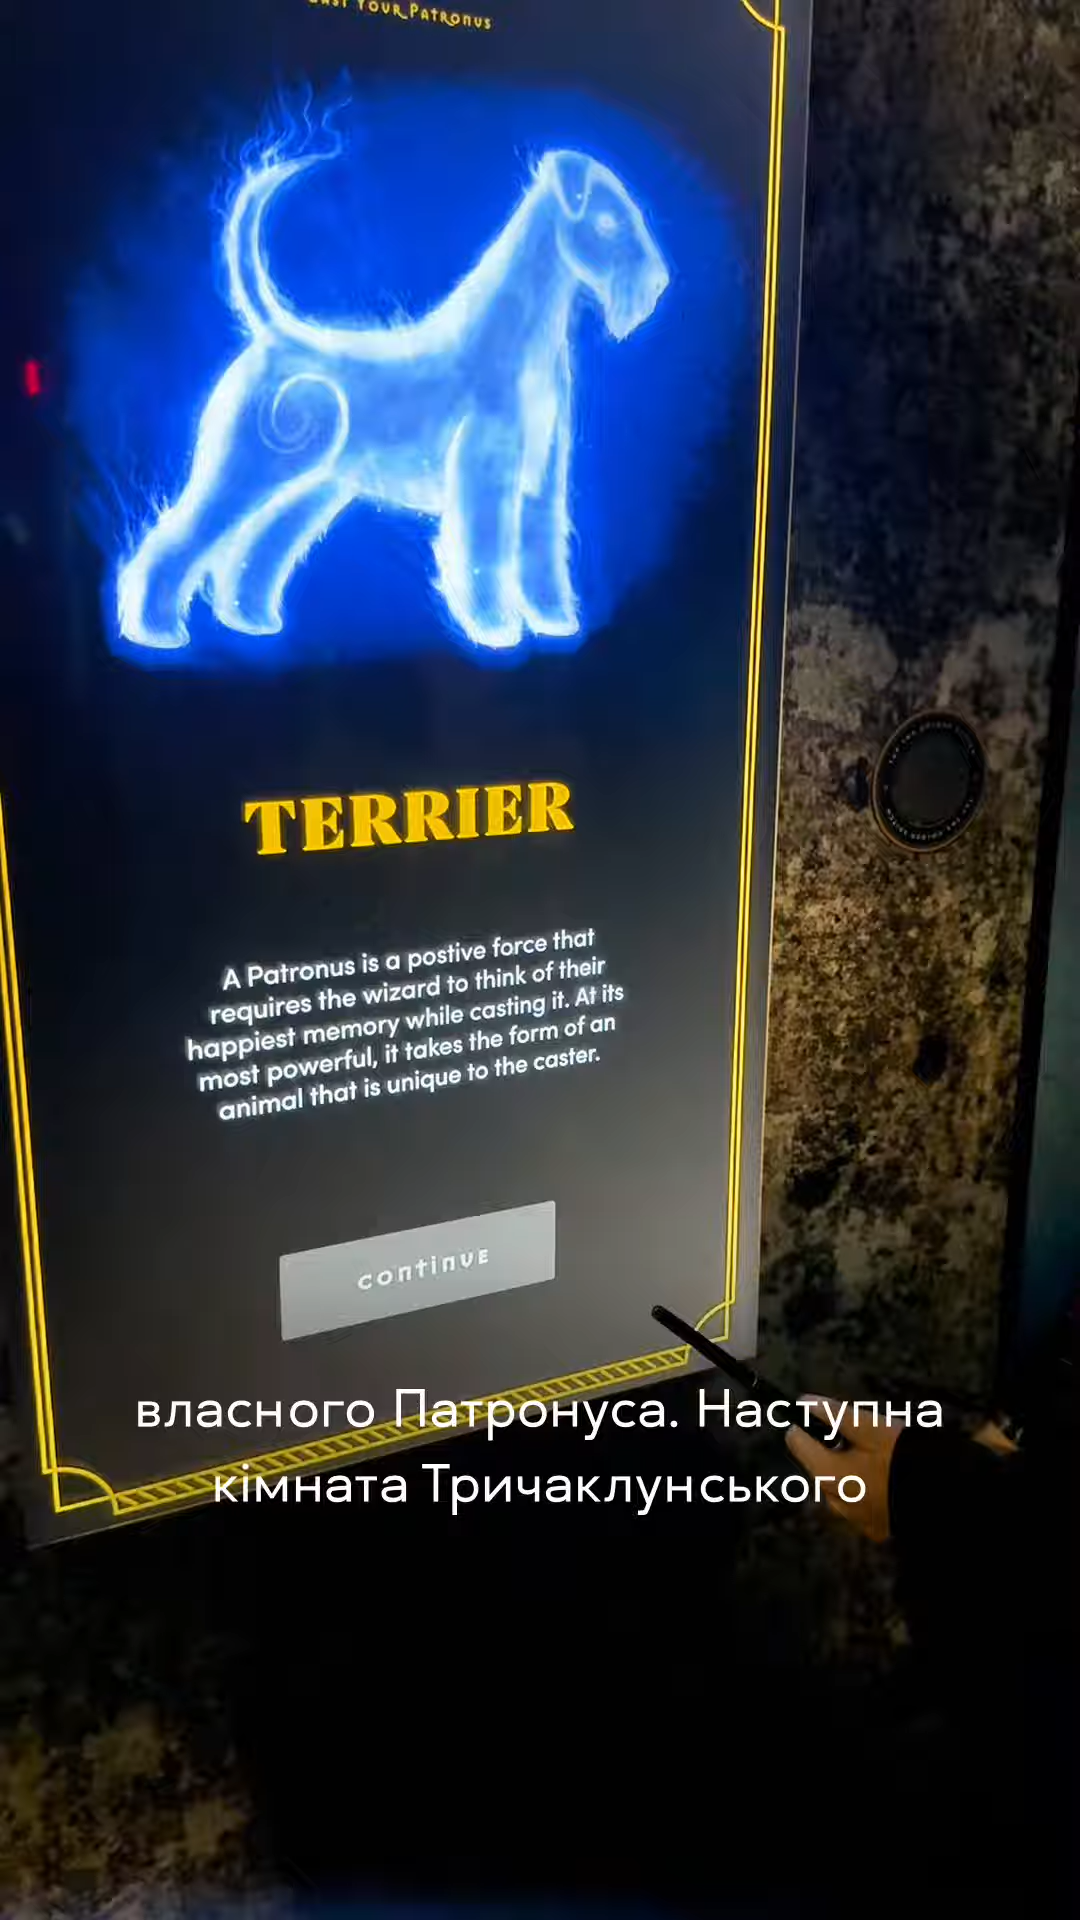 YOUR PATRONUS
TERRIER
A Patronus is a postive force that
requires the wizard to think of their
happiest memory while casting it. At its
most powerful, it takes the form of an
animal that is unique to the caster.
continue
власного Патронуса. Наступна
кімната Тричаклунського